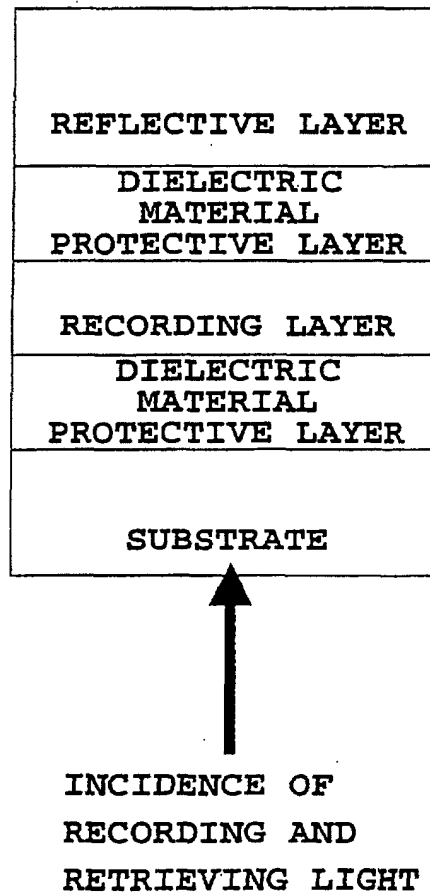 REFLECTIVE LAYER
DIELECTRIC
MATERIAL
PROTECTIVE LAYER
RECORDING LAYER
DIELECTRIC
MATERIAL
PROTECTIVE LAYER
SUBSTRATE
INCIDENCE OF
RECORDING AND
RETRIEVING LIGHT